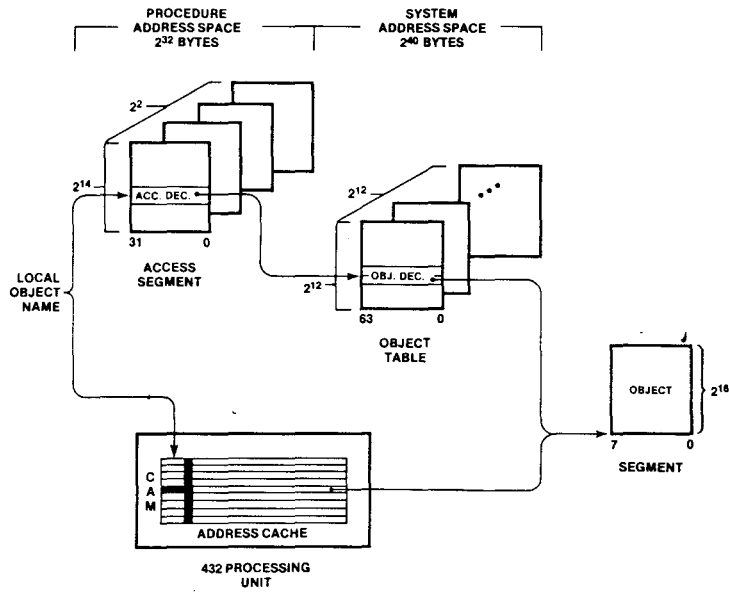 PROCEDURE
ADDRESS SPACE
2³² BYTES
SYSTEM
ADDRESS SPACE
2⁴⁰ BYTES
2²
2¹⁴
ACC. DEC.
31 0
ACCESS
SEGMENT
2¹²
OBJ. DEC.
2¹²
63 0
OBJECT
TABLE
LOCAL
OBJECT
NAME
OBJECT
2¹⁶
7 0
SEGMENT
C
A
M
ADDRESS CACHE
432 PROCESSING
UNIT